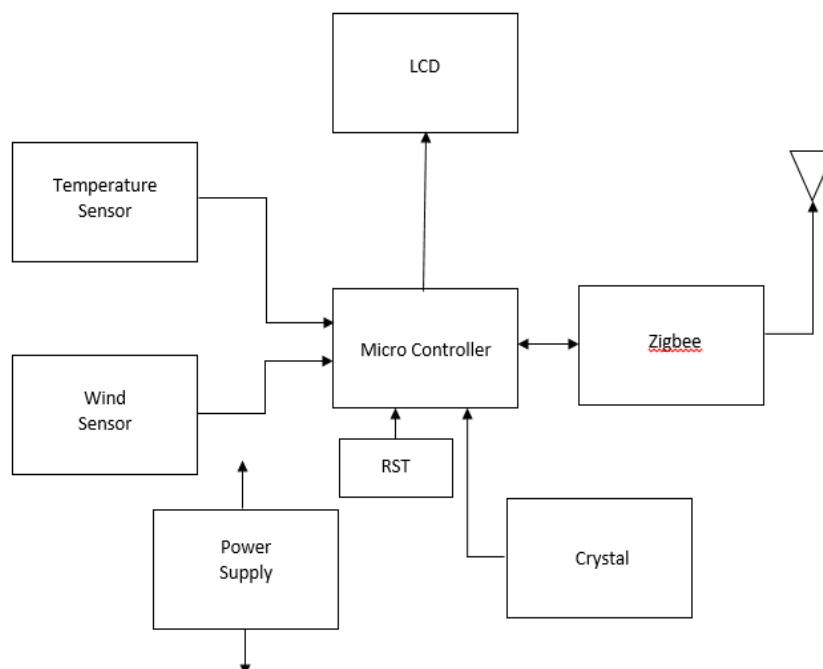 LCD
Temperature
Sensor
Micro Controller
Zigbee
Wind
Sensor
RST
Power
Supply
Crystal